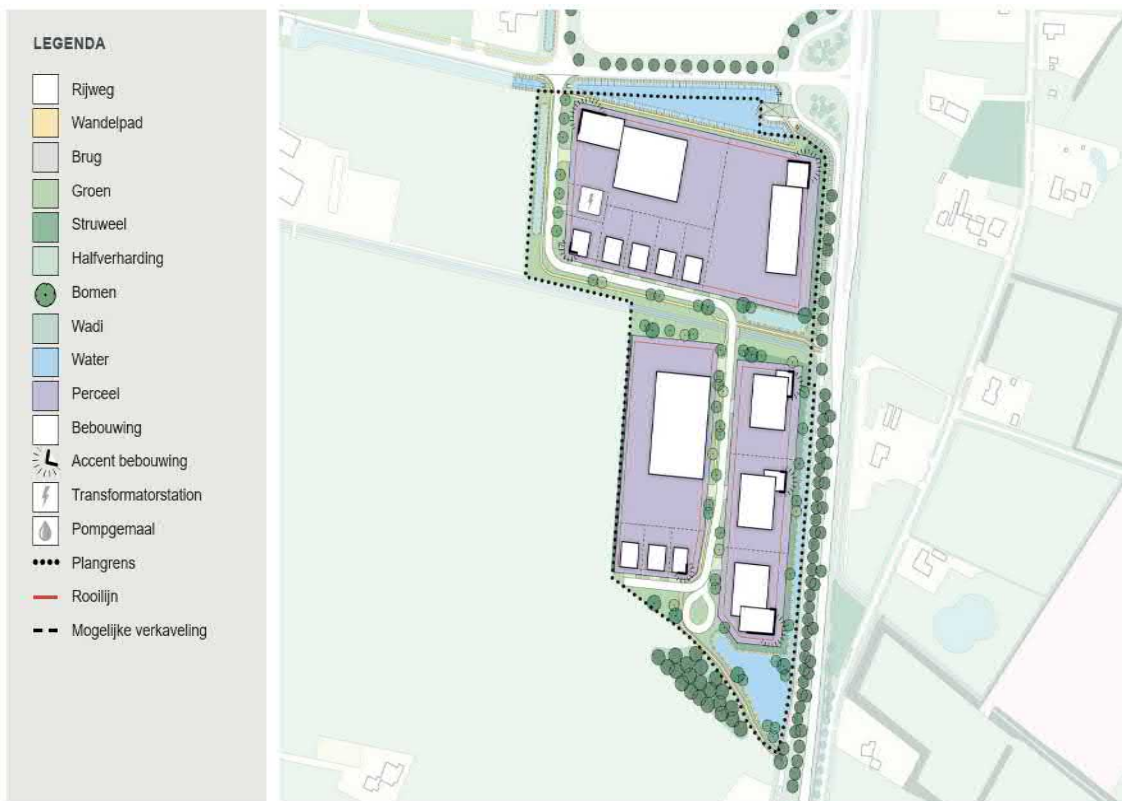 LEGENDA
Rijweg
Wandelpad
Brug
Groen
Struweel
Halfverharding
Bomen
Wadi
Water
Perceel
Bebouwing
Accent bebouwing
Transformatorstation
Pompgemaal
Plangrens
Rooilijn
Mogelijke verkaveling